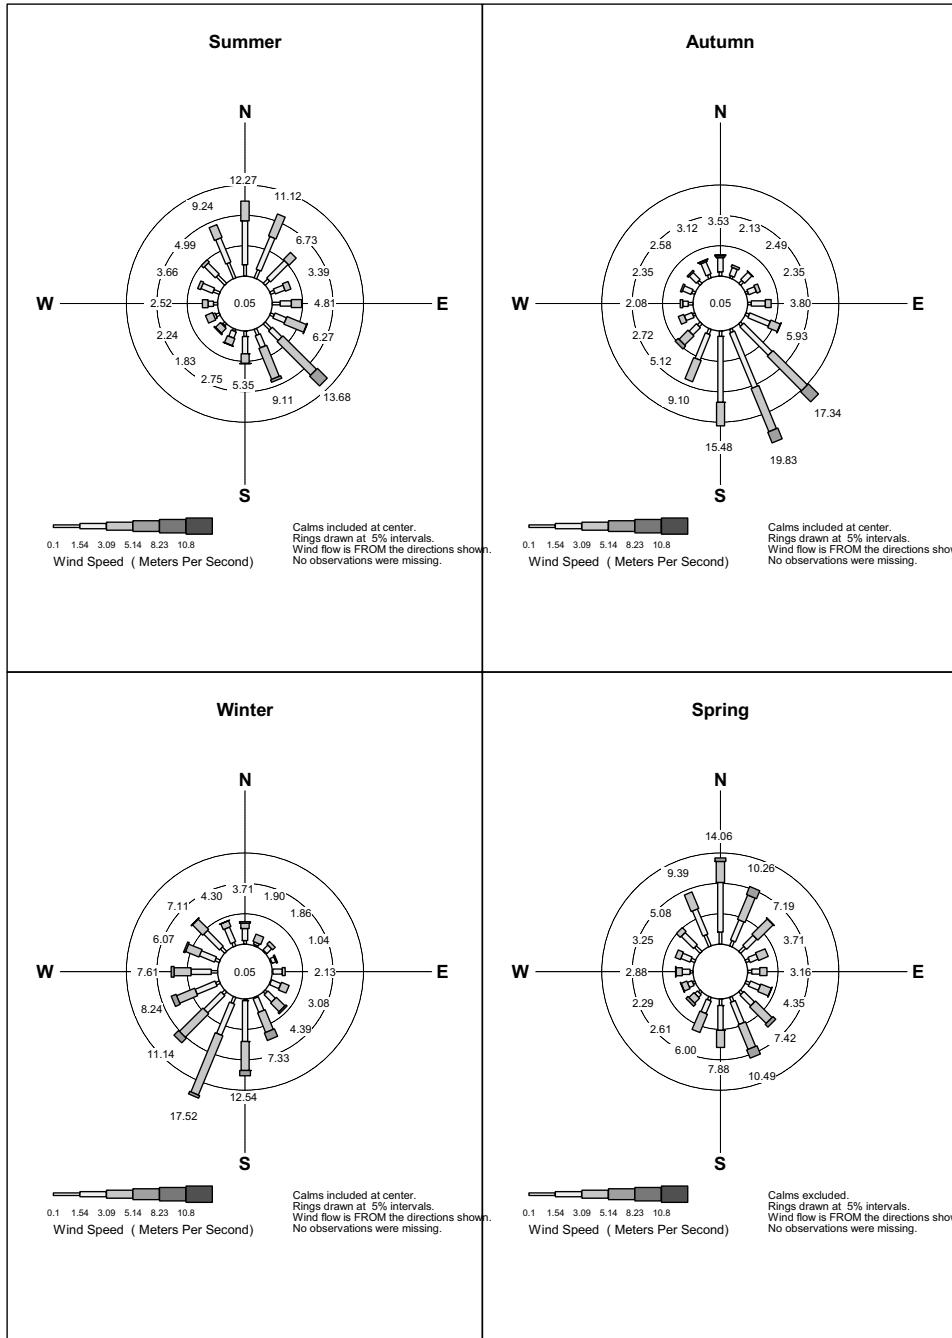 Summer
N
12.27
9.24
11.12
4.99
6.73
3.66
3.39
W
2.52
0.05
4.81
E
2.24
6.27
1.83
2.75
5.35
9.11
13.68
S
0.1 1.54 3.09 5.14 8.23 10.8
Wind Speed ( Meters Per Second)
Calms included at center.
Rings drawn at 5% intervals.
Wind flow is FROM the directions shown.
No observations were missing.
Autumn
N
3.12
3.53
2.13
2.58
2.49
2.35
2.35
W
2.08
0.05
3.80
E
2.72
5.93
5.12
9.10
17.34
15.48
19.83
S
0.1 1.54 3.09 5.14 8.23 10.8
Wind Speed ( Meters Per Second)
Calms included at center.
Rings drawn at 5% intervals.
Wind flow is FROM the directions show
No observations were missing.
Winter
N
4.30
3.71
1.90
7.11
1.86
6.07
1.04
W
7.61
0.05
2.13
E
8.24
3.08
11.14
4.39
7.33
12.54
17.52
S
0.1 1.54 3.09 5.14 8.23 10.8
Wind Speed ( Meters Per Second)
Calms included at center.
Rings drawn at 5% intervals.
Wind flow is FROM the directions shown.
No observations were missing.
Spring
N
14.06
9.39
10.26
5.08
7.19
3.25
3.71
W
2.88
3.16
E
2.29
4.35
2.61
7.42
6.00
7.88
10.49
S
0.1 1.54 3.09 5.14 8.23 10.8
Wind Speed ( Meters Per Second)
Calms excluded.
Rings drawn at 5% intervals.
Wind flow is FROM the directions show
No observations were missing.